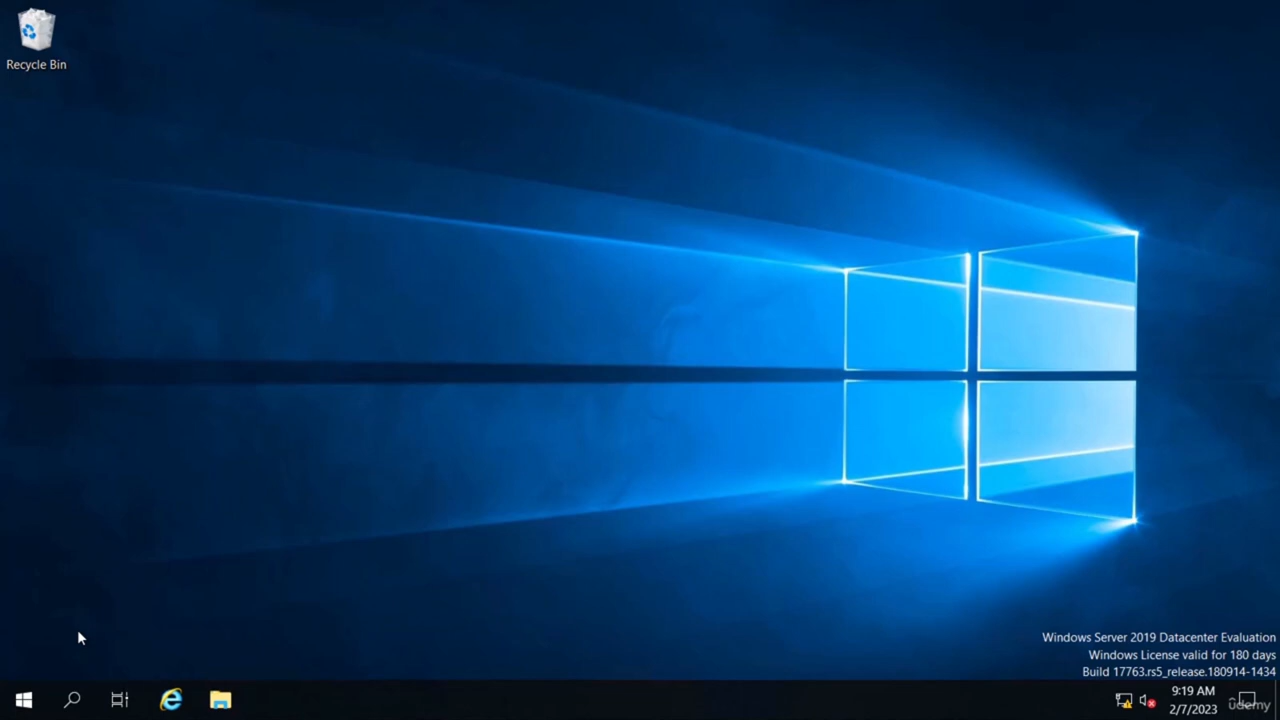 Recycle Bin
Windows Server 2019 Datacenter Evaluation
Windows License valid for 180 days
Build 17763.rs5_release.180914-1434
9:19 AM
2/7/2023
udemy